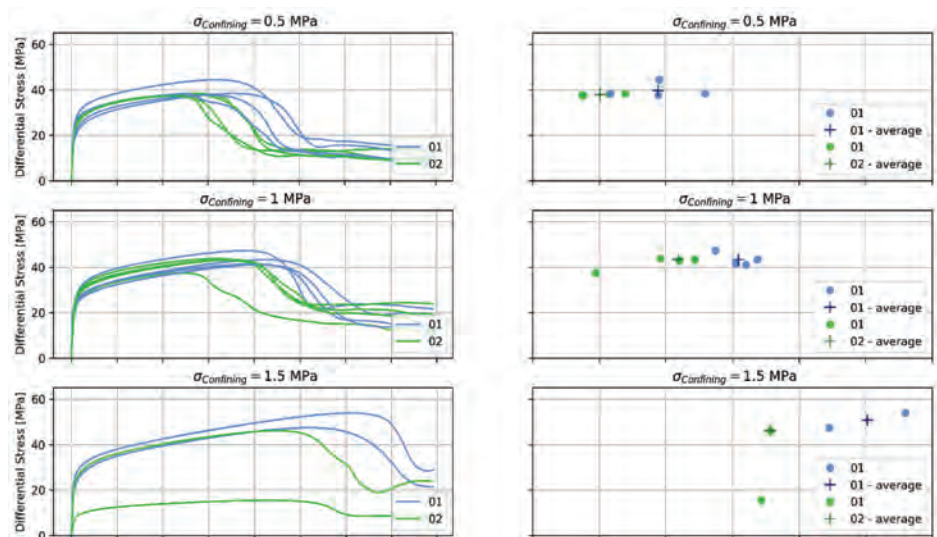 σConfining = 0.5 MPa
σConfining = 0.5 MPa
Differential Stress [MPa]
60
40
20
0
01
02
01
01 - average
01
02 - average
σConfining = 1 MPa
σConfining = 1 MPa
Differential Stress [MPa]
60
40
20
0
01
02
01
01 - average
01
02 - average
σConfining = 1.5 MPa
σConfining = 1.5 MPa
Differential Stress [MPa]
60
40
20
0
01
02
01
01 - average
01
02 - average